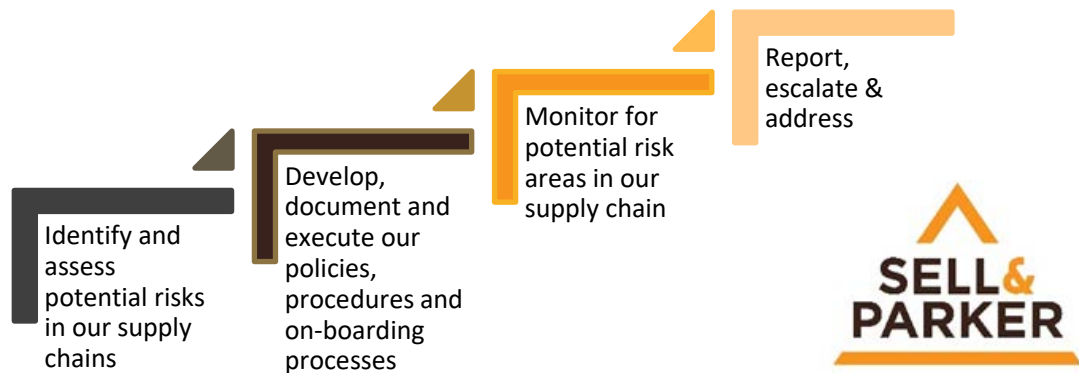 Identify and
assess
potential risks
in our supply
chains
Develop,
document and
execute our
policies,
procedures and
on-boarding
processes
Monitor for
potential risk
areas in our
supply chain
Report,
escalate &
address
SELL&
PARKER